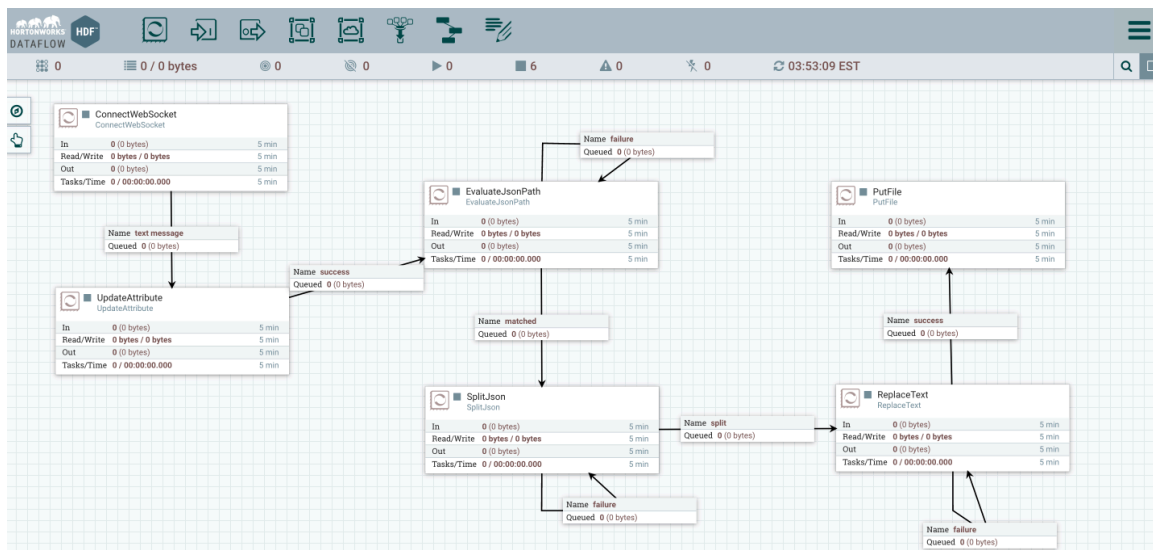 HORTONWORKS
DATAFLOW
HDF
0
0 / 0 bytes
0
0
0
6
0
0
03:53:09 EST
ConnectWebSocket
ConnectWebSocket
In 0 (0 bytes) 5 min
Read/Write 0 bytes / 0 bytes 5 min
Out 0 (0 bytes) 5 min
Tasks/Time 0 / 00:00:00.000 5 min
Name text message
Queued 0 (0 bytes)
UpdateAttribute
UpdateAttribute
In 0 (0 bytes) 5 min
Read/Write 0 bytes / 0 bytes 5 min
Out 0 (0 bytes) 5 min
Tasks/Time 0 / 00:00:00.000 5 min
Name success
Queued 0 (0 bytes)
Name failure
Queued 0 (0 bytes)
EvaluateJsonPath
EvaluateJsonPath
In 0 (0 bytes) 5 min
Read/Write 0 bytes / 0 bytes 5 min
Out 0 (0 bytes) 5 min
Tasks/Time 0 / 00:00:00.000 5 min
Name matched
Queued 0 (0 bytes)
SplitJson
SplitJson
In 0 (0 bytes) 5 min
Read/Write 0 bytes / 0 bytes 5 min
Out 0 (0 bytes) 5 min
Tasks/Time 0 / 00:00:00.000 5 min
Name failure
Queued 0 (0 bytes)
Name split
Queued 0 (0 bytes)
PutFile
PutFile
In 0 (0 bytes) 5 min
Read/Write 0 bytes / 0 bytes 5 min
Out 0 (0 bytes) 5 min
Tasks/Time 0 / 00:00:00.000 5 min
Name success
Queued 0 (0 bytes)
ReplaceText
ReplaceText
In 0 (0 bytes) 5 min
Read/Write 0 bytes / 0 bytes 5 min
Out 0 (0 bytes) 5 min
Tasks/Time 0 / 00:00:00.000 5 min
Name failure
Queued 0 (0 bytes)